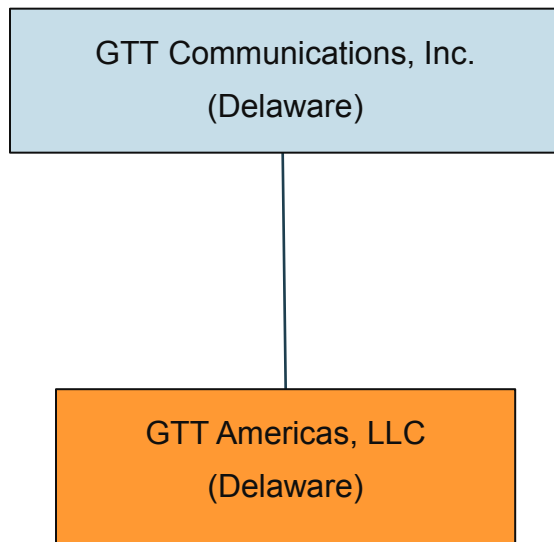 GTT Communications, Inc.
(Delaware)
GTT Americas, LLC
(Delaware)